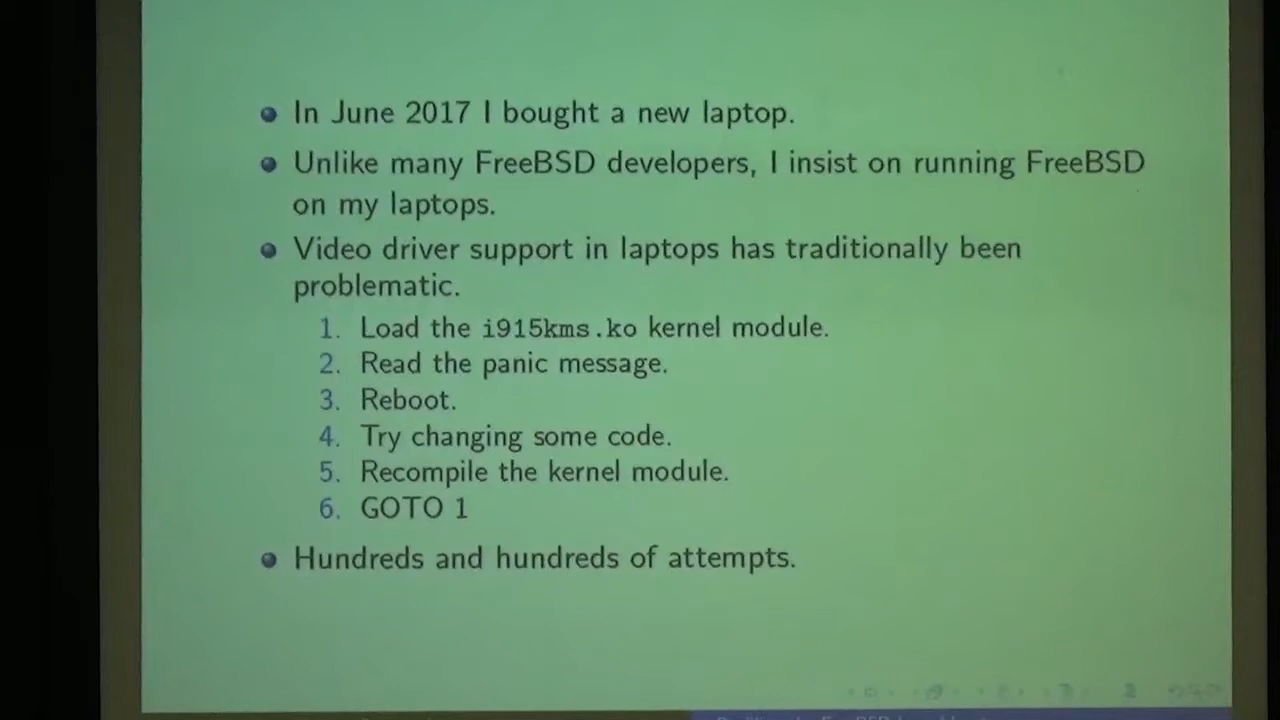 In June 2017 I bought a new laptop.
Unlike many FreeBSD developers, I insist on running FreeBSD
on my laptops.
Video driver support in laptops has traditionally been
problematic.
1. Load the i915kms.ko kernel module.
2. Read the panic message.
3. Reboot.
4. Try changing some code.
5. Recompile the kernel module.
6. GOTO 1
Hundreds and hundreds of attempts.